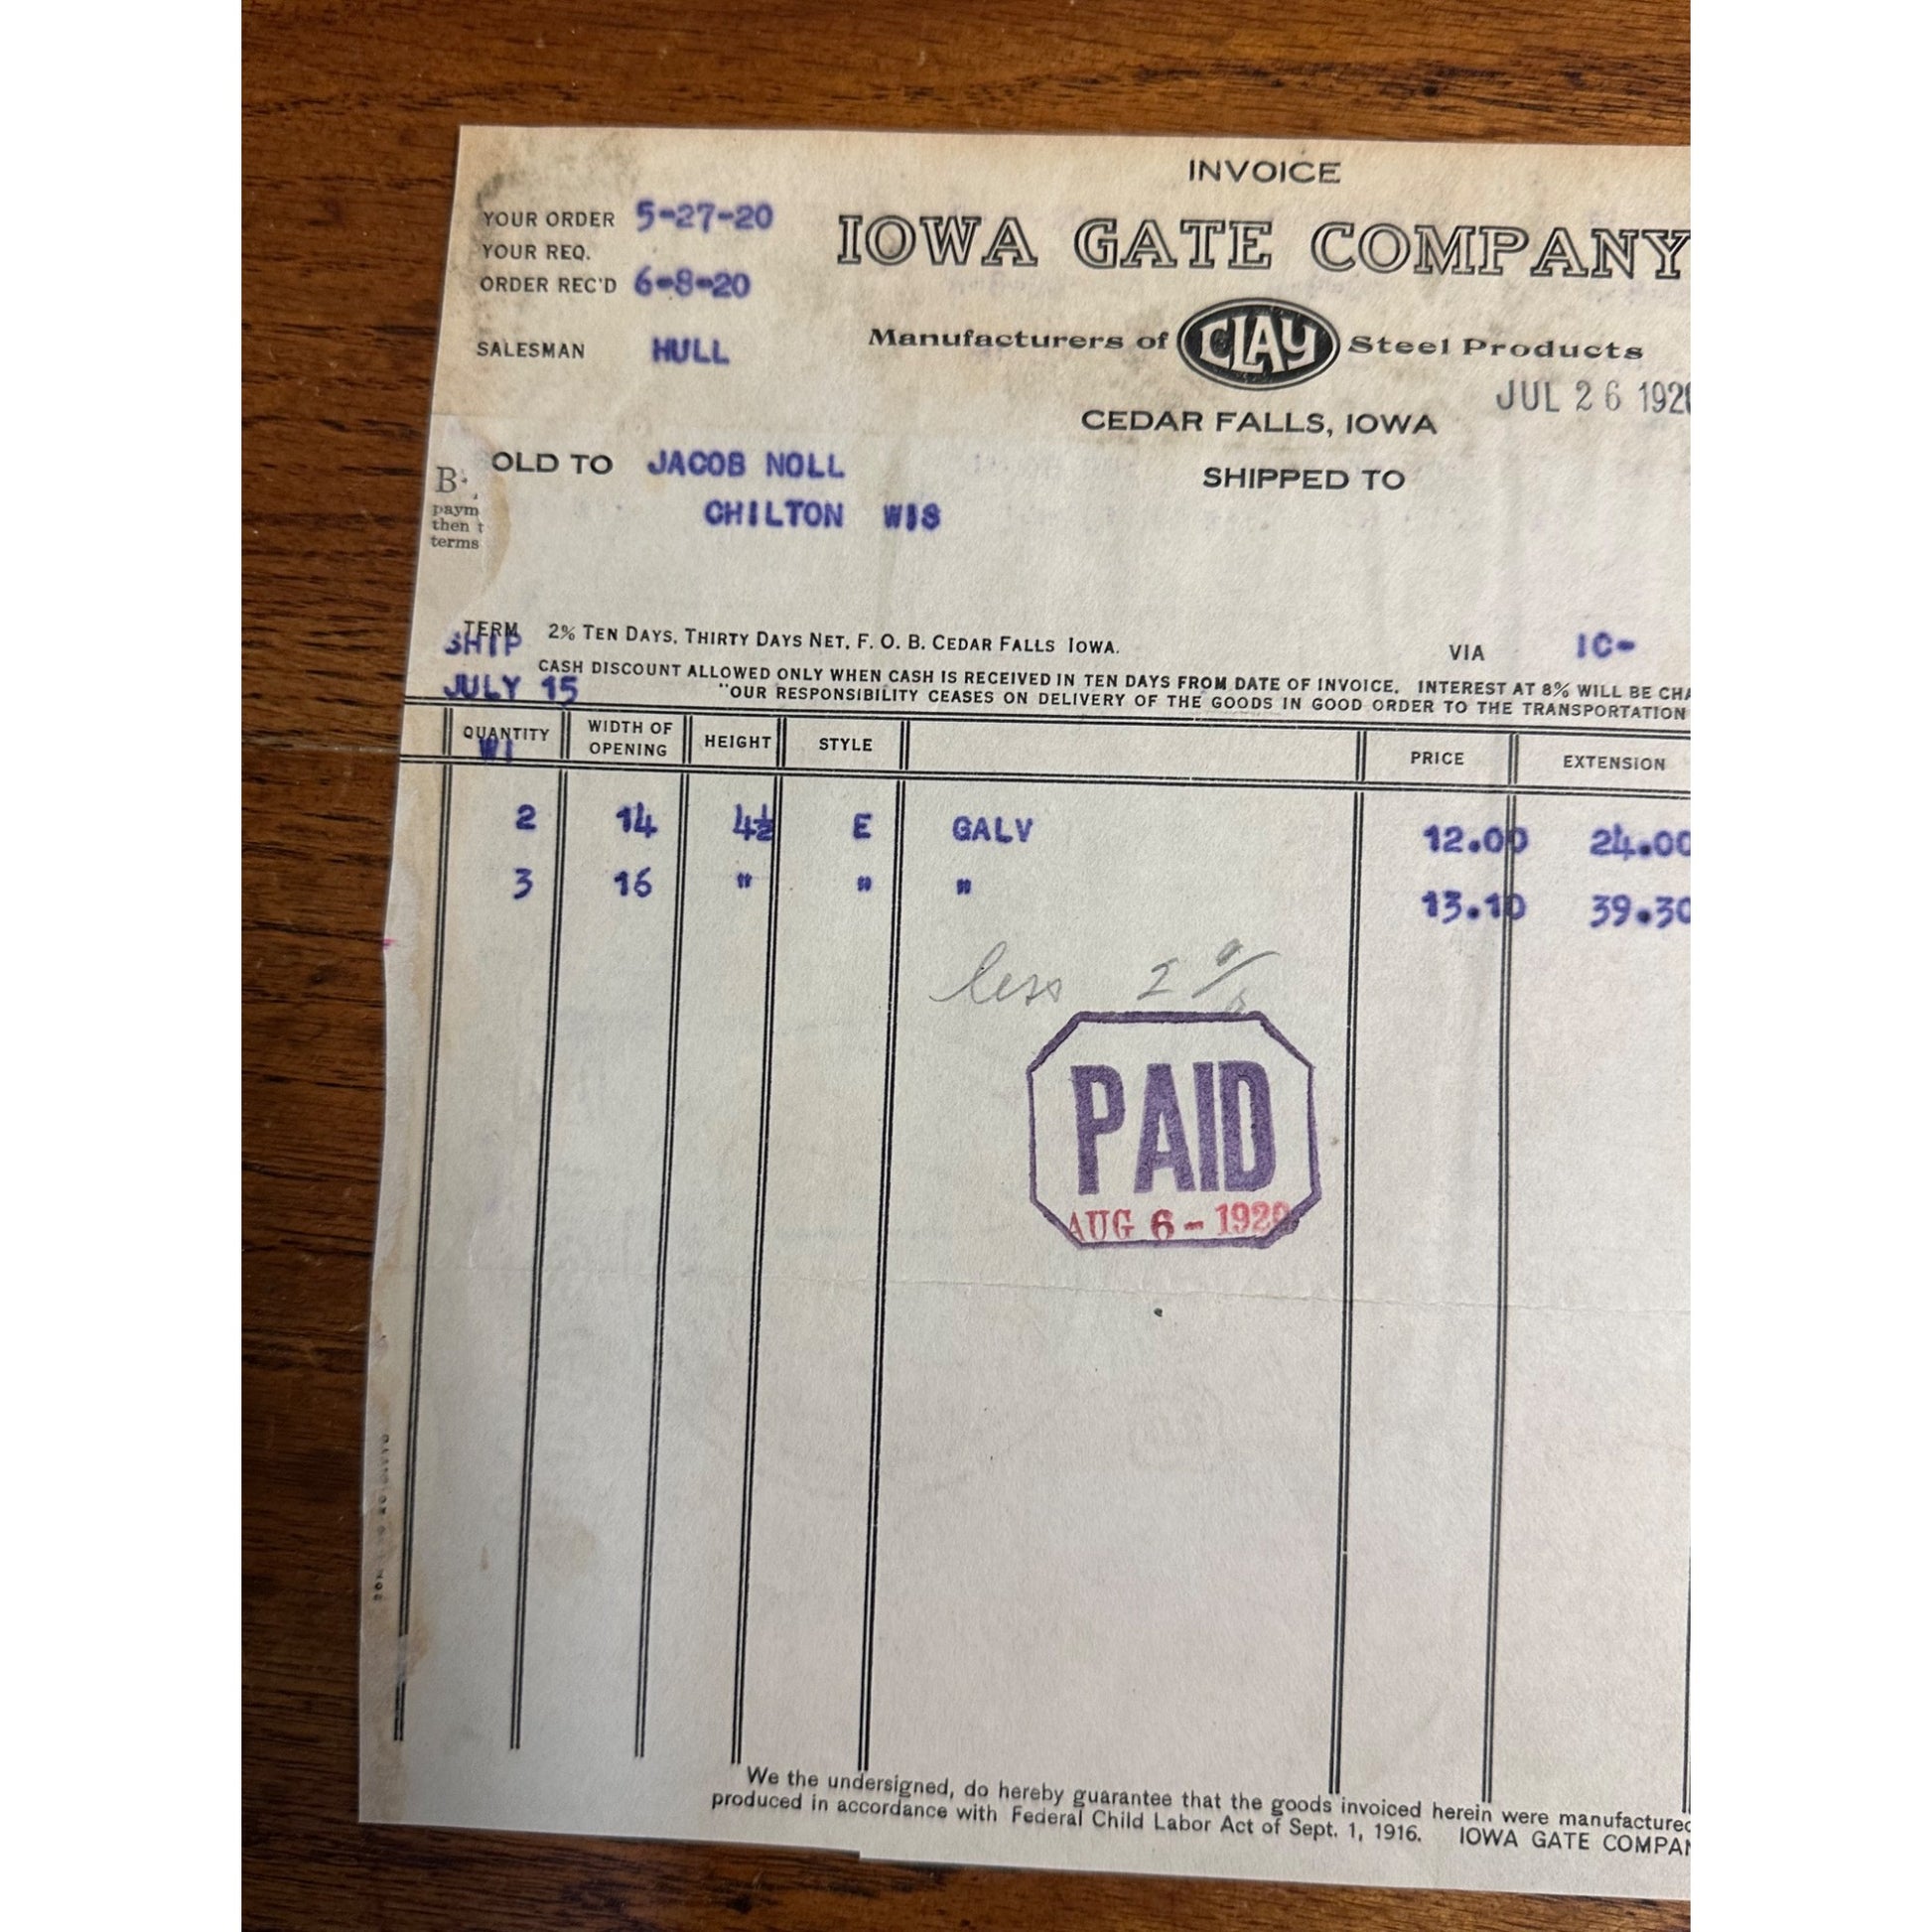 INVOICE
YOUR ORDER 5-27-20
YOUR REQ.
ORDER REC'D 6-8-20
IOWA GATE COMPANY
SALESMAN HULL
Manufacturers of CLAY Steel Products
JUL 26 1920
CEDAR FALLS, IOWA
OLD TO JACOB NOLL
CHILTON WIS
SHIPPED TO
B
paym
then t
terms
TERM 2% TEN DAYS, THIRTY DAYS NET, F. O. B. CEDAR FALLS IOWA.
SHIP
VIA IC-
CASH DISCOUNT ALLOWED ONLY WHEN CASH IS RECEIVED IN TEN DAYS FROM DATE OF INVOICE. INTEREST AT 8% WILL BE CHA
JULY 15
"OUR RESPONSIBILITY CEASES ON DELIVERY OF THE GOODS IN GOOD ORDER TO THE TRANSPORTATION
QUANTITY WIDTH OF OPENING HEIGHT STYLE PRICE EXTENSION
WI
2 14 4½ E GALV 12.00 24.00
3 16 " " " 13.10 39.30
less 2%
PAID
AUG 6 - 1920
We the undersigned, do hereby guarantee that the goods invoiced herein were manufactured
produced in accordance with Federal Child Labor Act of Sept. 1, 1916. IOWA GATE COMPAN